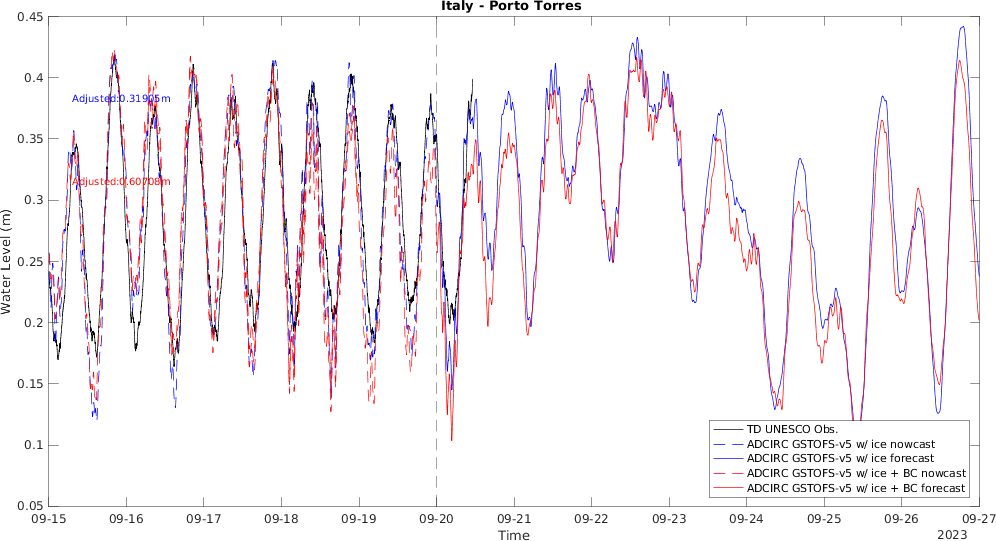 Italy - Porto Torres
0.45
0.4
0.35
0.3
0.25
0.2
0.15
0.1
0.05
Water Level (m)
Adjusted:0.31905m
Adjusted:0.60708m
TD UNESCO Obs.
ADCIRC GSTOFS-v5 w/ ice nowcast
ADCIRC GSTOFS-v5 w/ ice forecast
ADCIRC GSTOFS-v5 w/ ice + BC nowcast
ADCIRC GSTOFS-v5 w/ ice + BC forecast
09-15 09-16 09-17 09-18 09-19 09-20 09-21 09-22 09-23 09-24 09-25 09-26 09-27
Time
2023